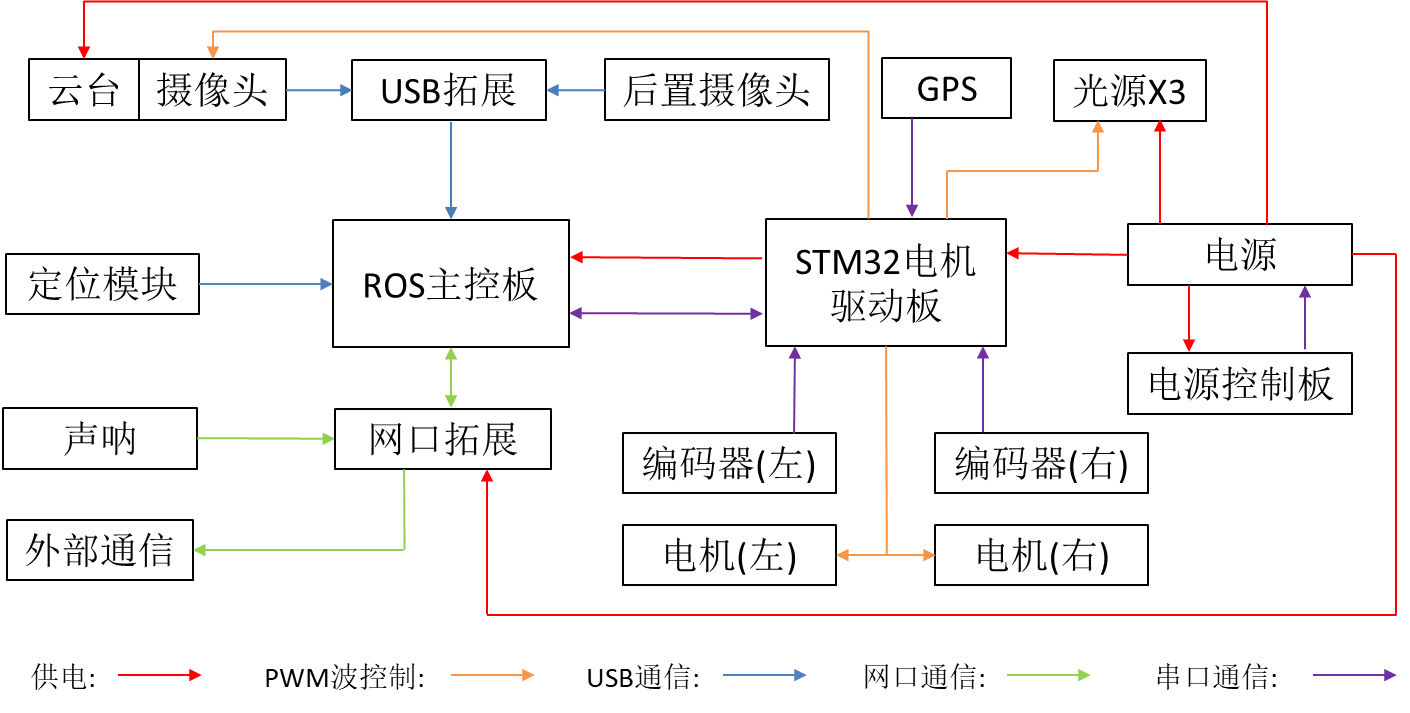 云台
摄像头
USB拓展
后置摄像头
GPS
光源X3
定位模块
ROS主控板
STM32电机
驱动板
电源
电源控制板
声呐
网口拓展
编码器(左)
编码器(右)
外部通信
电机(左)
电机(右)
供电:
PWM波控制:
USB通信:
网口通信:
串口通信: